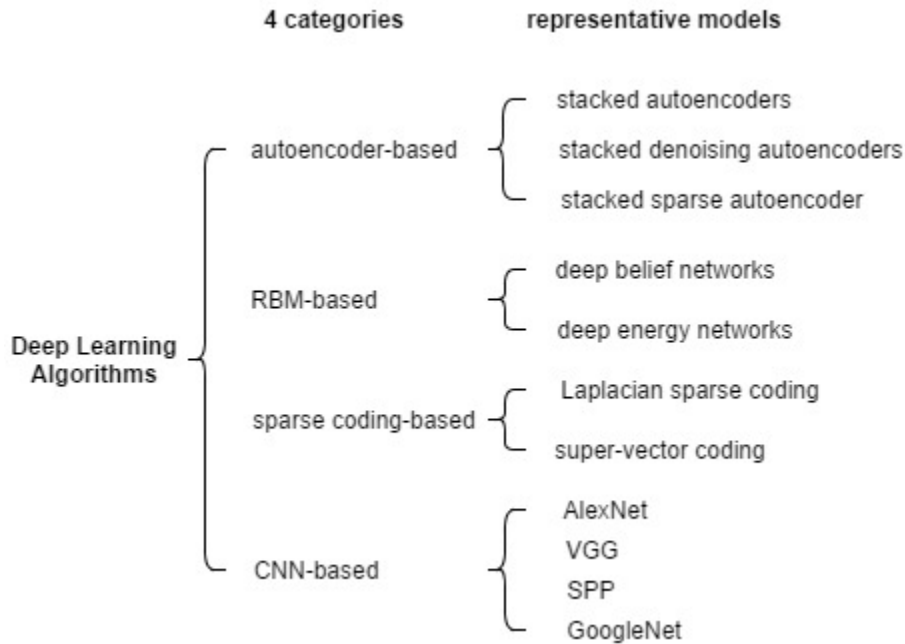 4 categories representative models
stacked autoencoders
autoencoder-based stacked denoising autoencoders
stacked sparse autoencoder
deep belief networks
RBM-based
deep energy networks
Deep Learning
Algorithms
Laplacian sparse coding
sparse coding-based
super-vector coding
AlexNet
VGG
CNN-based
SPP
GoogleNet